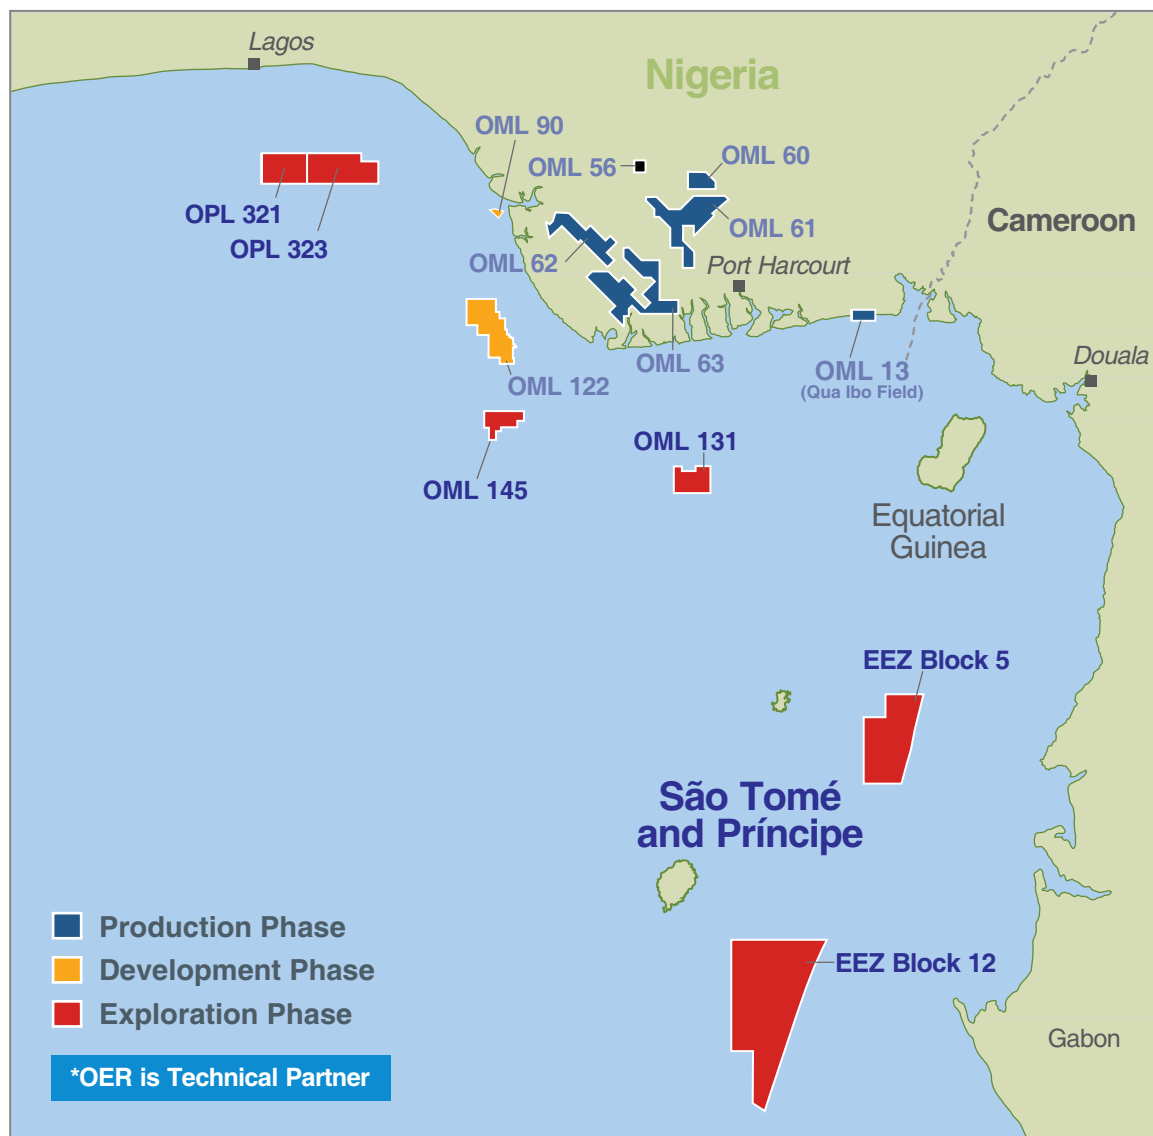 Lagos
Nigeria
OML 90
OML 56
OML 60
OPL 321
OPL 323
OML 61
Cameroon
OML 62
Port Harcourt
OML 63
OML 13
(Qua Ibo Field)
Douala
OML 122
OML 131
OML 145
Equatorial
Guinea
EEZ Block 5
São Tomé
and Príncipe
Production Phase
Development Phase
Exploration Phase
EEZ Block 12
Gabon
*OER is Technical Partner